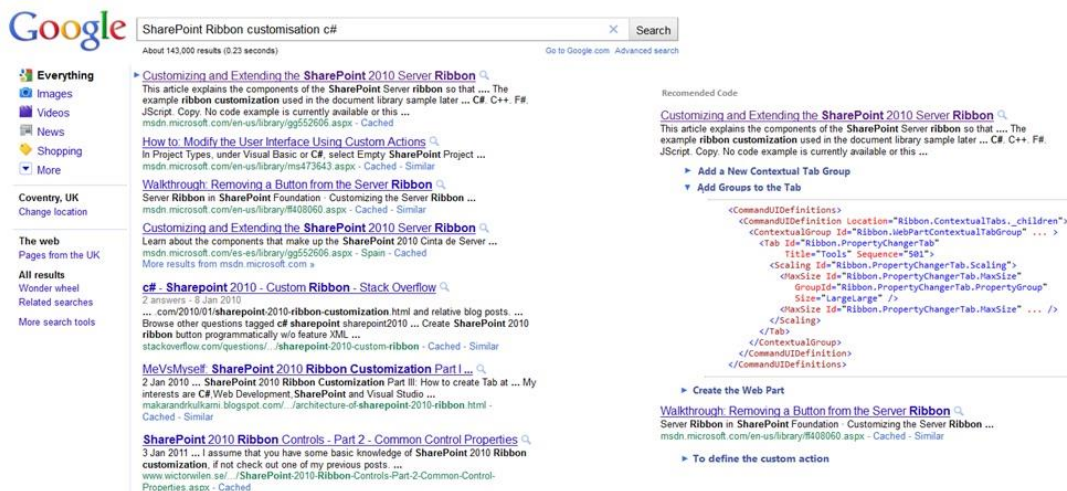 Google
SharePoint Ribbon customisation c#
Search
About 143,000 results (0.23 seconds)
Go to Google.com Advanced search
Everything
Images
Videos
News
Shopping
More
Coventry, UK
Change location
The web
Pages from the UK
All results
Wonder wheel
Related searches
More search tools
Customizing and Extending the SharePoint 2010 Server Ribbon
This article explains the components of the SharePoint Server ribbon so that .... The
example ribbon customization used in the document library sample later ... C#. C++. F#.
JScript. Copy. No code example is currently available or this ...
msdn.microsoft.com/en-us/library/gg552606.aspx - Cached
How to: Modify the User Interface Using Custom Actions
In Project Types, under Visual Basic or C#, select Empty SharePoint Project ...
msdn.microsoft.com/en-us/library/ms473643.aspx - Cached - Similar
Walkthrough: Removing a Button from the Server Ribbon
Server Ribbon in SharePoint Foundation · Customizing the Server Ribbon ...
msdn.microsoft.com/en-us/library/ff408060.aspx - Cached - Similar
Customizing and Extending the SharePoint 2010 Server Ribbon
Learn about the components that make up the SharePoint 2010 Cinta de Server ...
msdn.microsoft.com/es-es/library/gg552606.aspx - Spain - Cached
More results from msdn.microsoft.com »
c# - Sharepoint 2010 - Custom Ribbon - Stack Overflow
2 answers - 8 Jan 2010
... .com/2010/01/sharepoint-2010-ribbon-customization.html and relative blog posts. ...
Browse other questions tagged c# sharepoint sharepoint2010 ... Create SharePoint 2010
ribbon button programmatically w/o feature XML ...
stackoverflow.com/questions/.../sharepoint-2010-custom-ribbon - Cached - Similar
MeVsMyself: SharePoint 2010 Ribbon Customization Part I ...
2 Jan 2010 ... SharePoint 2010 Ribbon Customization Part III: How to create Tab at ... My
interests are C#,Web Development,SharePoint and Visual Studio ...
makarandrkulkarni.blogspot.com/.../architecture-of-sharepoint-2010-ribbon.html -
Cached - Similar
SharePoint 2010 Ribbon Controls - Part 2 - Common Control Properties
3 Jan 2011 ... I assume that you have some basic knowledge of SharePoint 2010 Ribbon
customization, if not check out one of my previous posts. ...
www.wictorwilen.se/.../SharePoint-2010-Ribbon-Controls-Part-2-Common-Control-
Properties.aspx - Cached
Recomended Code
Customizing and Extending the SharePoint 2010 Server Ribbon
This article explains the components of the SharePoint Server ribbon so that .... The
example ribbon customization used in the document library sample later ... C#. C++. F#.
JScript. Copy. No code example is currently available or this ...
Add a New Contextual Tab Group
Add Groups to the Tab
<CommandUIDefinitions>
<CommandUIDefinition Location="Ribbon.ContextualTabs._children">
<ContextualGroup Id="Ribbon.WebPartContextualTabGroup" ... >
<Tab Id="Ribbon.PropertyChangerTab"
Title="Tools" Sequence="501">
<Scaling Id="Ribbon.PropertyChangerTab.Scaling">
<MaxSize Id="Ribbon.PropertyChangerTab.MaxSize"
GroupId="Ribbon.PropertyChangerTab.PropertyGroup"
Size="LargeLarge" />
<MaxSize Id="Ribbon.PropertyChangerTab.MaxSize" ... />
</Scaling>
</Tab>
</ContextualGroup>
</CommandUIDefinition>
</CommandUIDefinitions>
Create the Web Part
Walkthrough: Removing a Button from the Server Ribbon
Server Ribbon in SharePoint Foundation · Customizing the Server Ribbon ...
msdn.microsoft.com/en-us/library/ff408060.aspx - Cached - Similar
To define the custom action